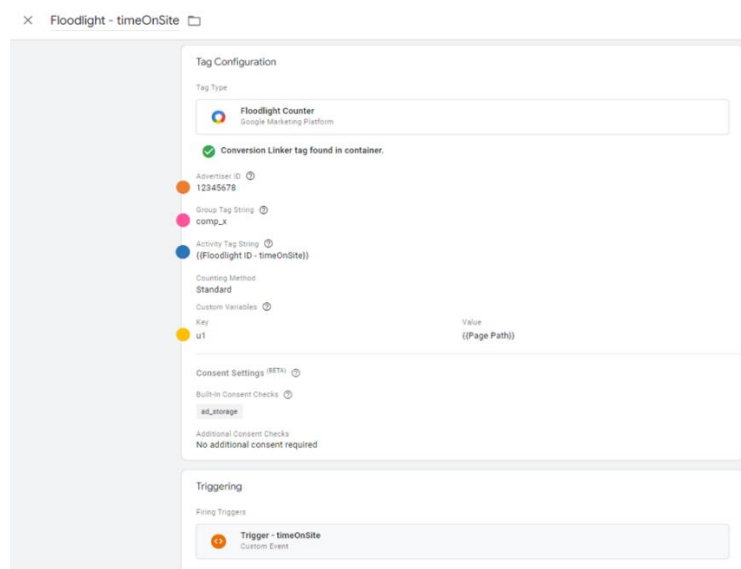 Floodlight - timeOnSite
Tag Configuration
Tag Type
Floodlight Counter
Google Marketing Platform
Conversion Linker tag found in container.
Advertiser ID
12345678
Group Tag String
comp_x
Activity Tag String
{{Floodlight ID - timeOnSite}}
Counting Method
Standard
Custom Variables
Key Value
u1 {{Page Path}}
Consent Settings (BETA)
Built-In Consent Checks
ad_storage
Additional Consent Checks
No additional consent required
Triggering
Firing Triggers
Trigger - timeOnSite
Custom Event